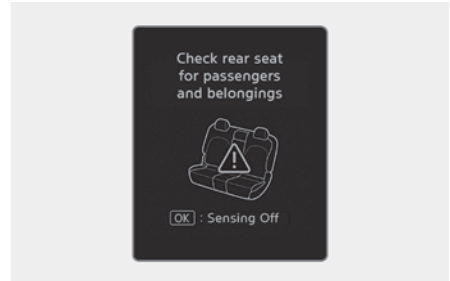 Check rear seat
for passengers
and belongings
OK : Sensing Off